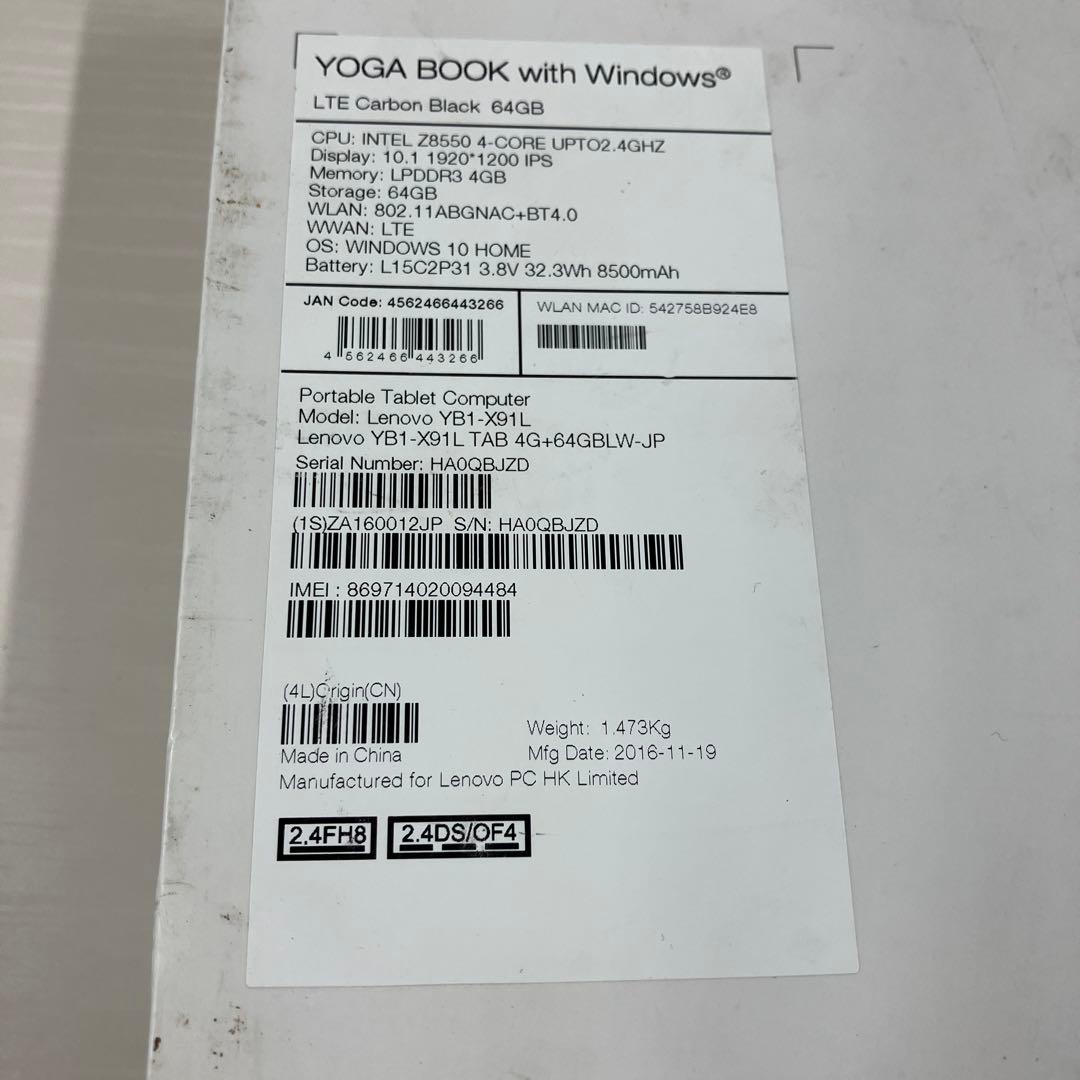 YOGA BOOK with Windows®
LTE Carbon Black 64GB
CPU: INTEL Z8550 4-CORE UPTO2.4GHZ
Display: 10.1 1920*1200 IPS
Memory: LPDDR3 4GB
Storage: 64GB
WLAN: 802.11ABGNAC+BT4.0
WWAN: LTE
OS: WINDOWS 10 HOME
Battery: L15C2P31 3.8V 32.3Wh 8500mAh
JAN Code: 4562466443266
4 562466 443266
WLAN MAC ID: 542758B924E8
Portable Tablet Computer
Model: Lenovo YB1-X91L
Lenovo YB1-X91L TAB 4G+64GBLW-JP
Serial Number: HA0QBJZD
(1S)ZA160012JP S/N: HA0QBJZD
IMEI : 869714020094484
(4L)Origin(CN)
Made in China
Weight: 1.473Kg
Mfg Date: 2016-11-19
Manufactured for Lenovo PC HK Limited
2.4FH8
2.4DS/OF4